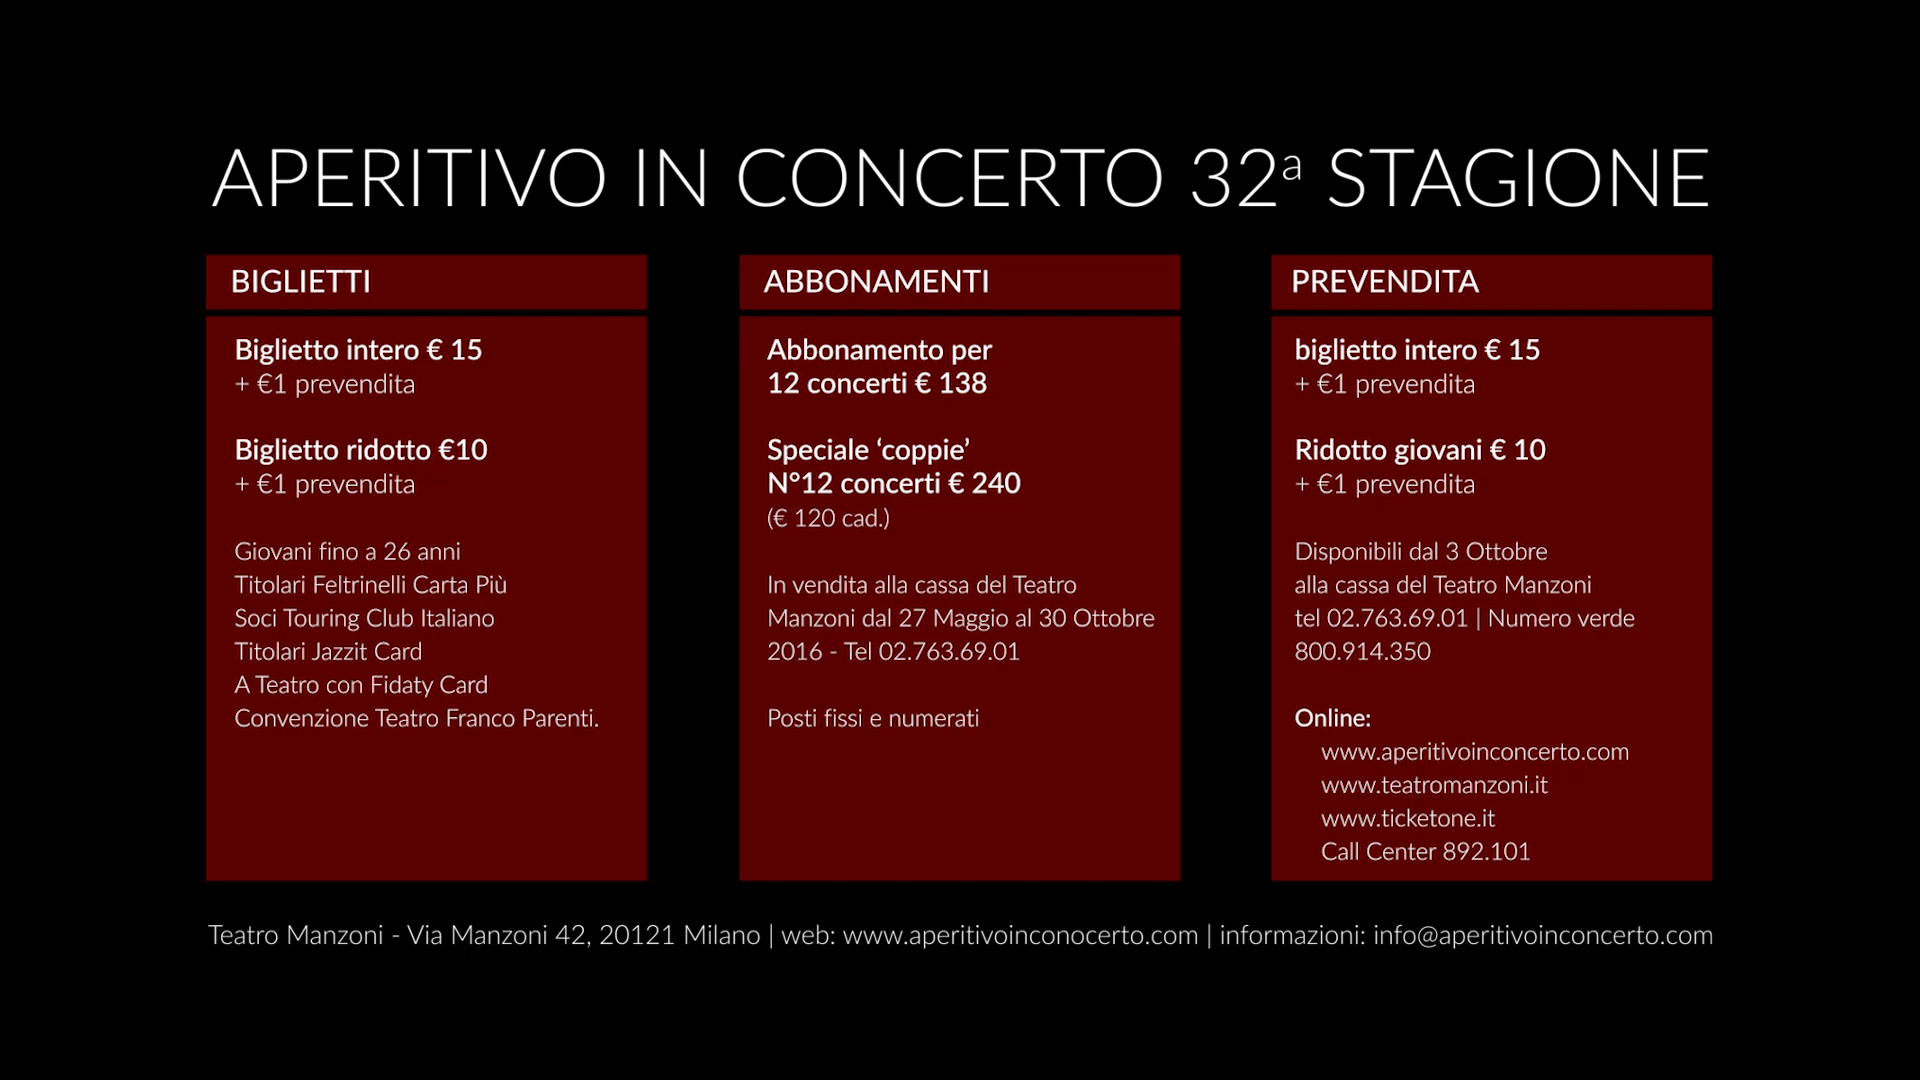 APERITIVO IN CONCERTO 32ª STAGIONE
BIGLIETTI
Biglietto intero € 15
+ €1 prevendita
Biglietto ridotto €10
+ €1 prevendita
Giovani fino a 26 anni
Titolari Feltrinelli Carta Più
Soci Touring Club Italiano
Titolari Jazzit Card
A Teatro con Fidaty Card
Convenzione Teatro Franco Parenti.
ABBONAMENTI
Abbonamento per
12 concerti € 138
Speciale ‘coppie’
N°12 concerti € 240
(€ 120 cad.)
In vendita alla cassa del Teatro
Manzoni dal 27 Maggio al 30 Ottobre
2016 - Tel 02.763.69.01
Posti fissi e numerati
PREVENDITA
biglietto intero € 15
+ €1 prevendita
Ridotto giovani € 10
+ €1 prevendita
Disponibili dal 3 Ottobre
alla cassa del Teatro Manzoni
tel 02.763.69.01 | Numero verde
800.914.350
Online:
www.aperitivoinconcerto.com
www.teatromanzoni.it
www.ticketone.it
Call Center 892.101
Teatro Manzoni - Via Manzoni 42, 20121 Milano | web: www.aperitivoinconocerto.com | informazioni: info@aperitivoinconcerto.com